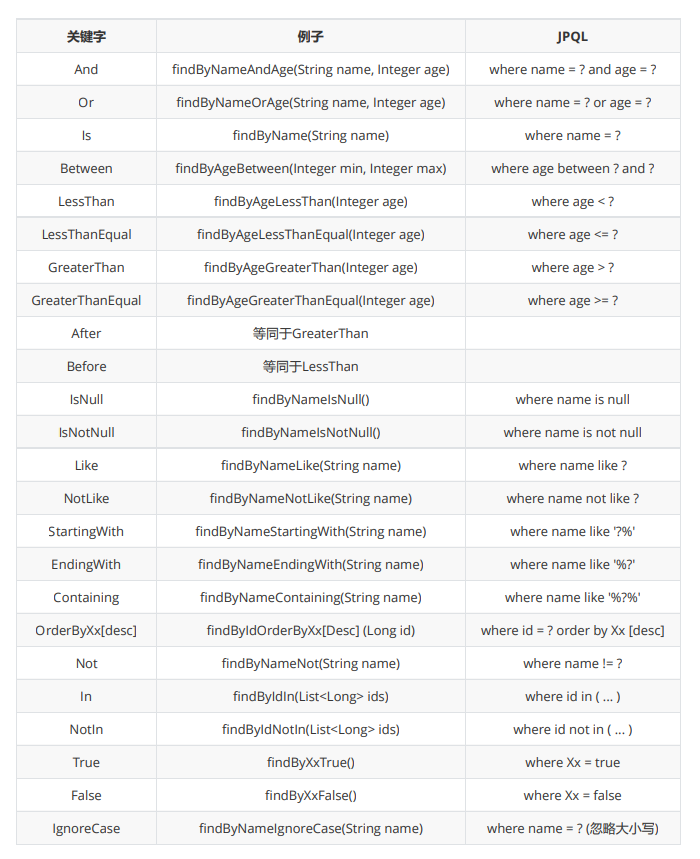 关键字 例子 JPQL
And findByNameAndAge(String name, Integer age) where name = ? and age = ?
Or findByNameOrAge(String name, Integer age) where name = ? or age = ?
Is findByName(String name) where name = ?
Between findByAgeBetween(Integer min, Integer max) where age between ? and ?
LessThan findByAgeLessThan(Integer age) where age < ?
LessThanEqual findByAgeLessThanEqual(Integer age) where age <= ?
GreaterThan findByAgeGreaterThan(Integer age) where age > ?
GreaterThanEqual findByAgeGreaterThanEqual(Integer age) where age >= ?
After 等同于GreaterThan
Before 等同于LessThan
IsNull findByNameIsNull() where name is null
IsNotNull findByNameIsNotNull() where name is not null
Like findByNameLike(String name) where name like ?
NotLike findByNameNotLike(String name) where name not like ?
StartingWith findByNameStartingWith(String name) where name like '?%'
EndingWith findByNameEndingWith(String name) where name like '%?'
Containing findByNameContaining(String name) where name like '%?%'
OrderByXx[desc] findByIdOrderByXx[Desc] (Long id) where id = ? order by Xx [desc]
Not findByNameNot(String name) where name != ?
In findByIdIn(List<Long> ids) where id in ( ... )
NotIn findByIdNotIn(List<Long> ids) where id not in ( ... )
True findByXxTrue() where Xx = true
False findByXxFalse() where Xx = false
IgnoreCase findByNameIgnoreCase(String name) where name = ? (忽略大小写)